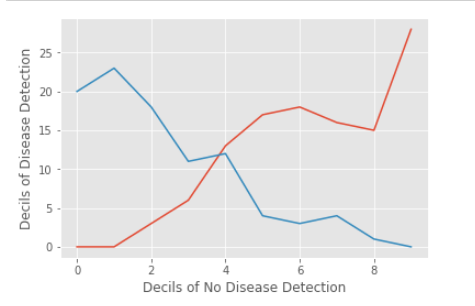 25
20
15
10
5
0
Decils of Disease Detection
0 2 4 6 8
Decils of No Disease Detection